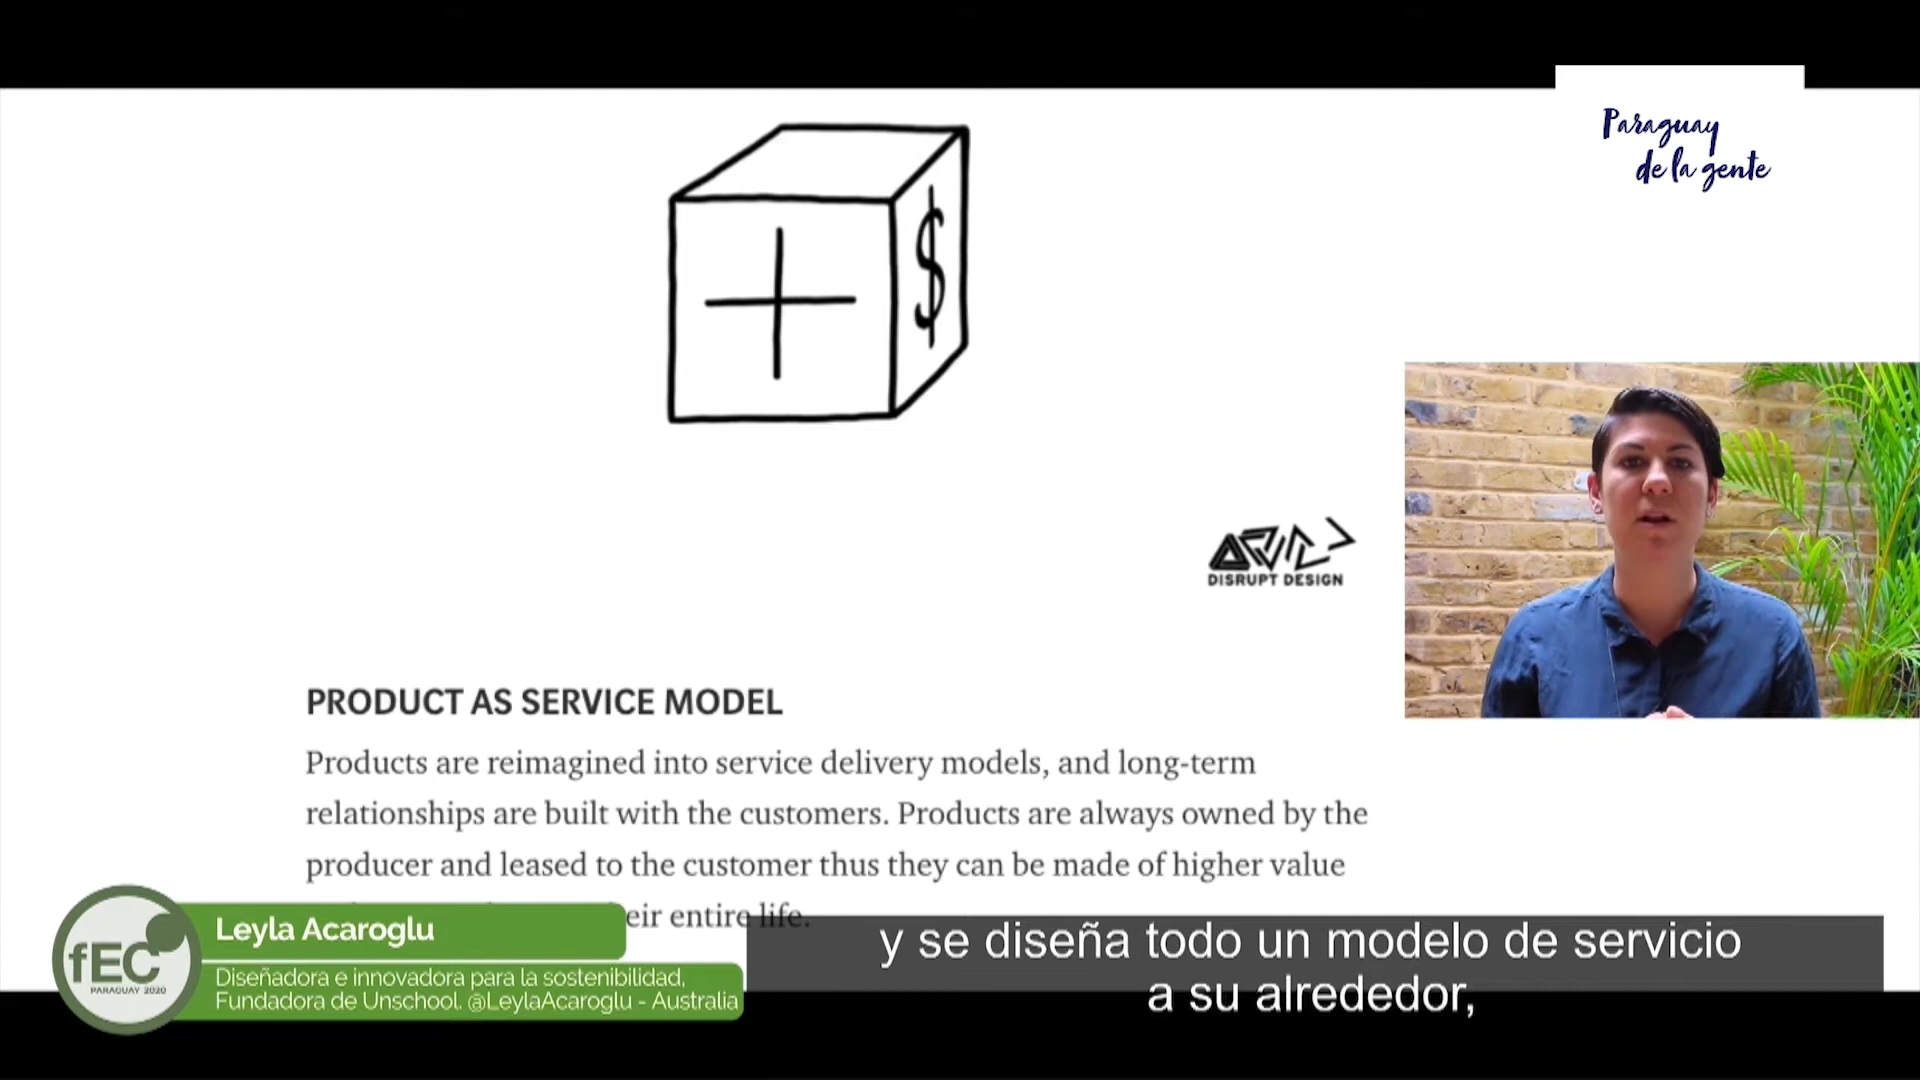 Paraguay
de la gente
$
DISRUPT DESIGN
PRODUCT AS SERVICE MODEL
Products are reimagined into service delivery models, and long-term
relationships are built with the customers. Products are always owned by the
producer and leased to the customer thus they can be made of higher value
eir entire life.
Leyla Acaroglu
Diseñadora e innovadora para la sostenibilidad,
Fundadora de Unschool. @LeylaAcaroglu - Australia
fEC
PARAGUAY 2020
y se diseña todo un modelo de servicio
a su alrededor,